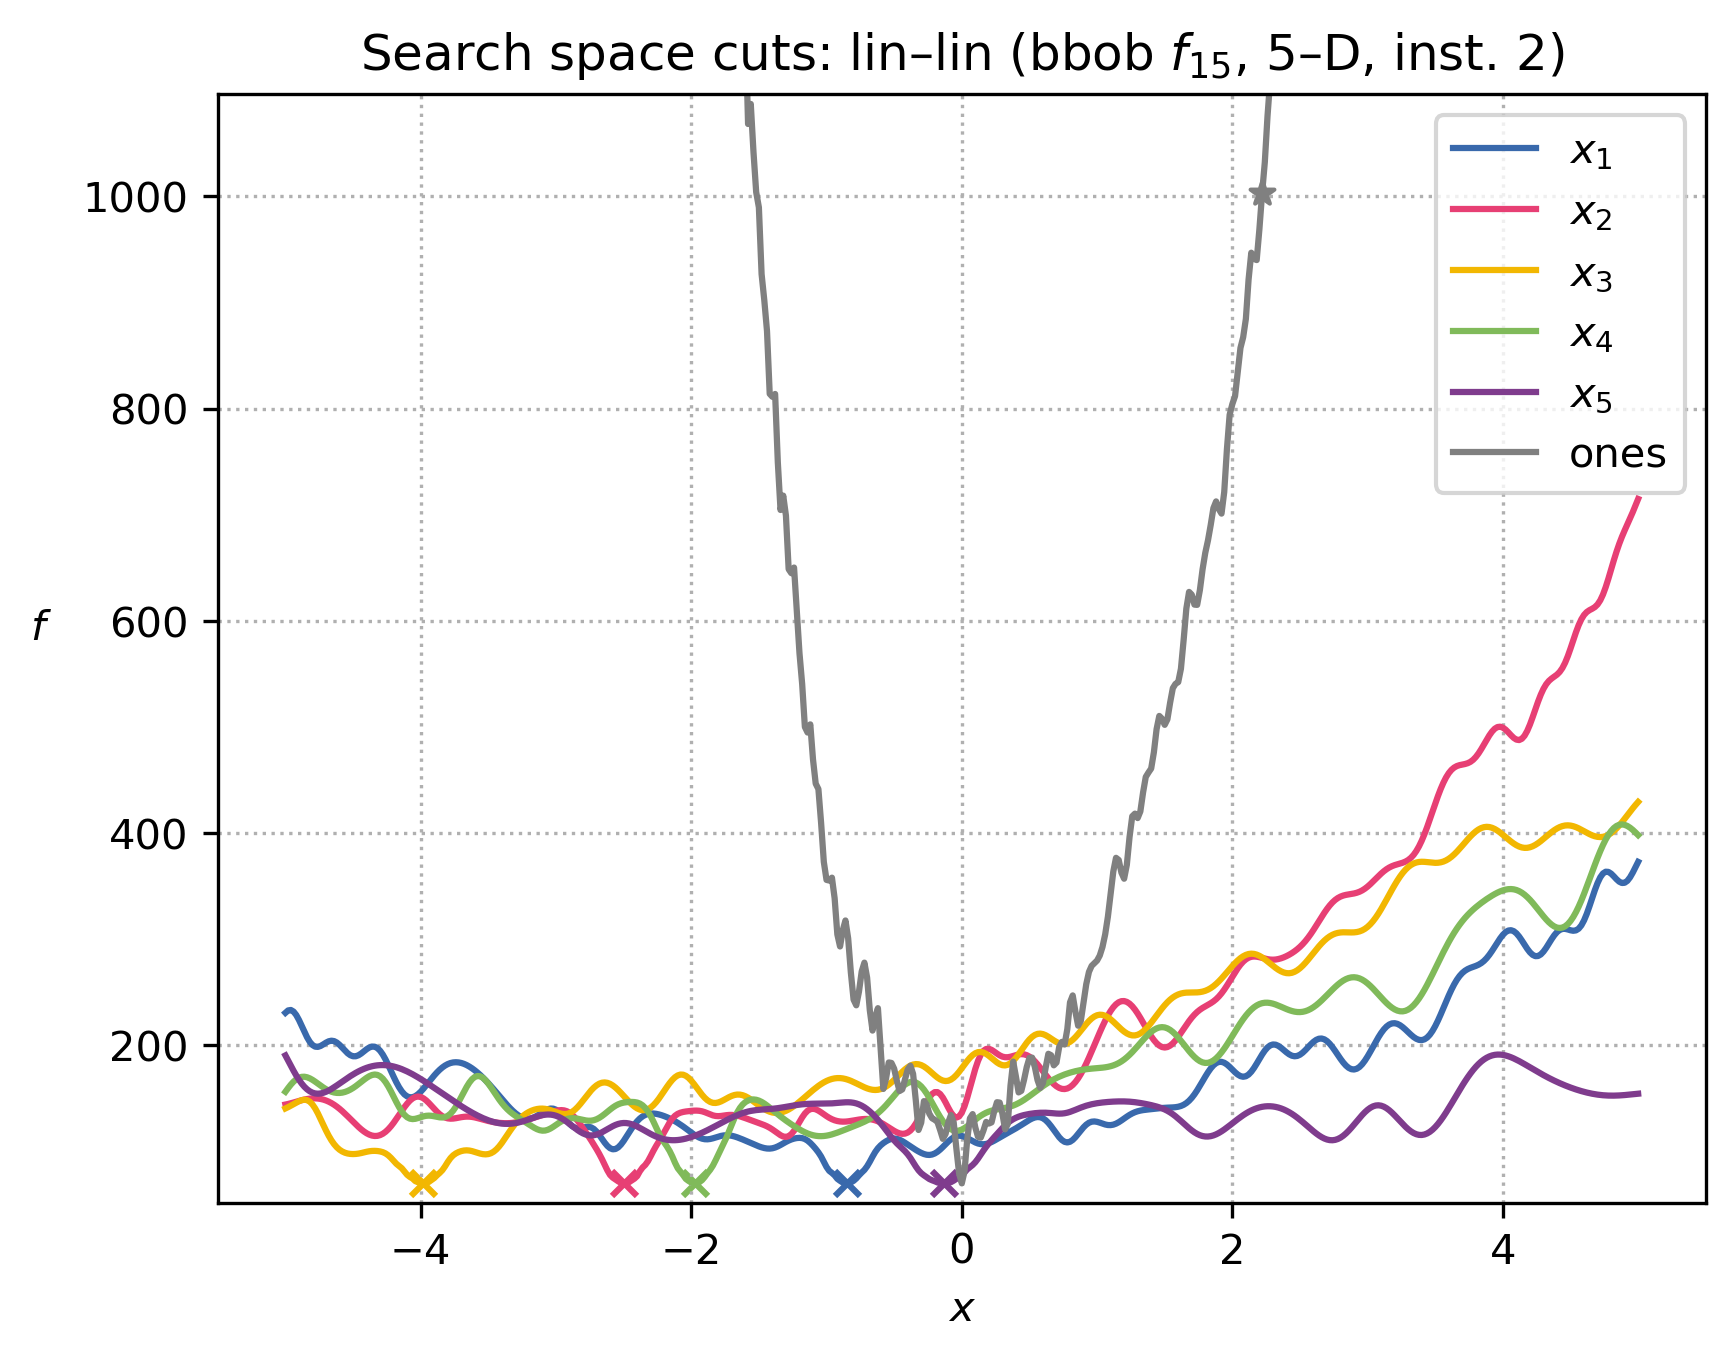 Search space cuts: lin–lin (bbob f₁₅, 5–D, inst. 2)
1000
800
600
400
200
f
−4
−2
0
2
4
x
x₁
x₂
x₃
x₄
x₅
ones